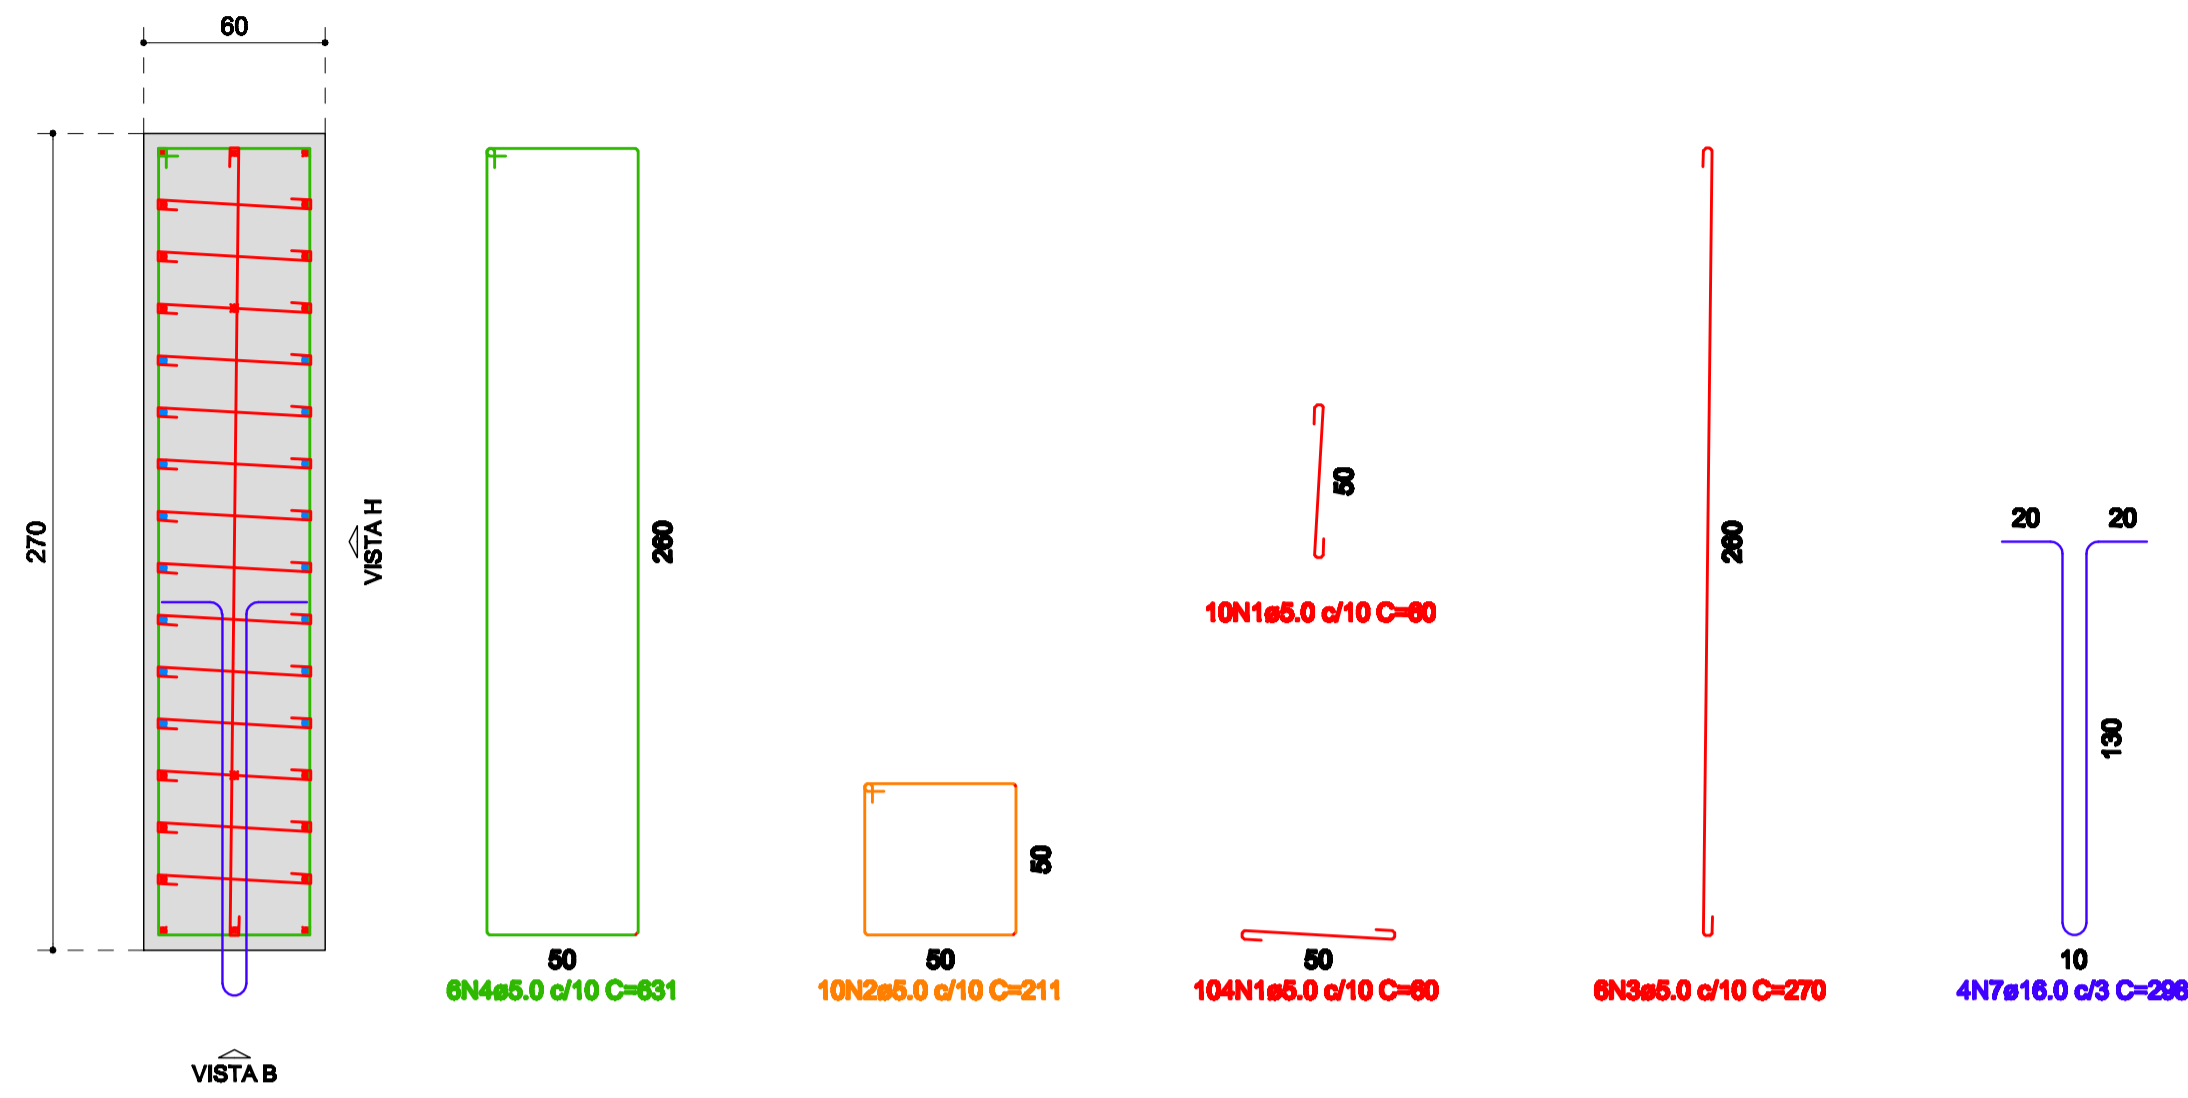 60
270
VISTA H
VISTA B
260
50
6N4ø5.0 c/10 C=631
50
50
10N2ø5.0 c/10 C=211
50
10N1ø5.0 c/10 C=60
50
104N1ø5.0 c/10 C=60
260
6N3ø5.0 c/10 C=270
20 20
130
10
4N7ø16.0 c/3 C=298